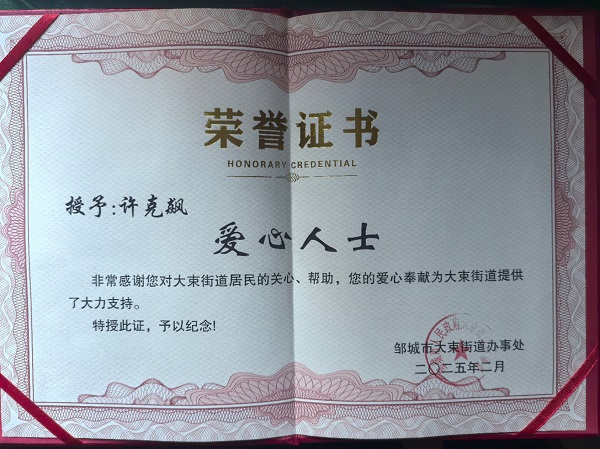 荣誉证书
HONORARY CREDENTIAL
授予:许克飙
爱心人士
非常感谢您对大束街道居民的关心、帮助，您的爱心奉献为大束街道提供
了大力支持。
特授此证，予以纪念!
邹城市大束街道办事处
二〇二五年二月